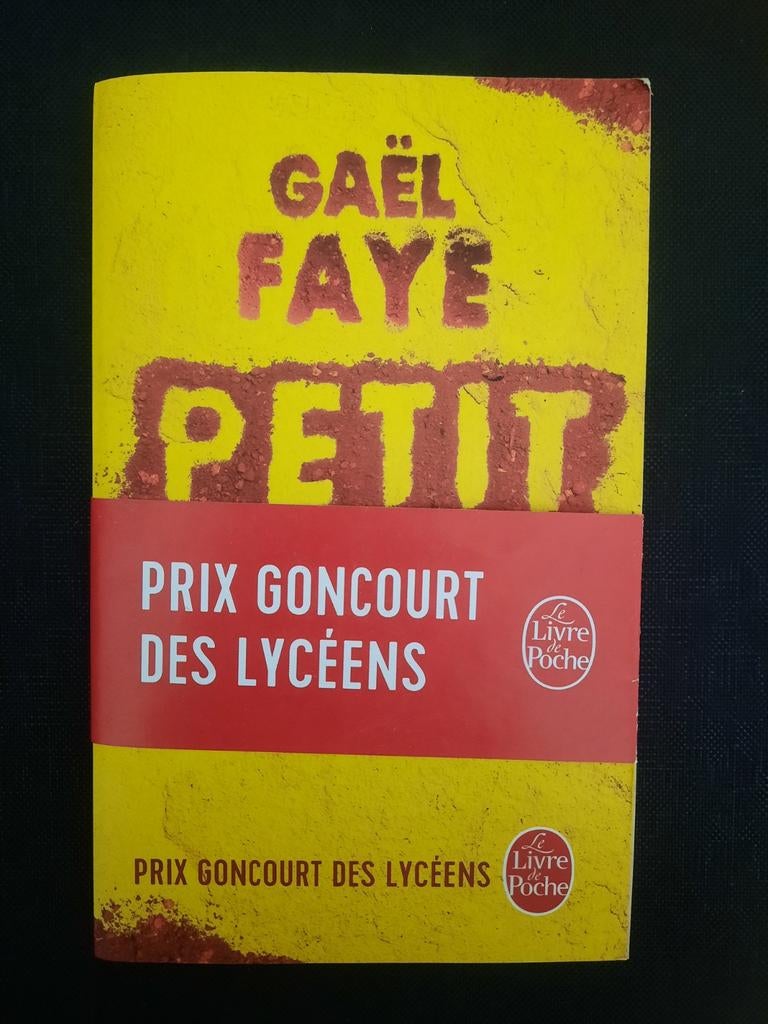 GAËL
FAYE
PETIT
PRIX GONCOURT
DES LYCÉENS
Le
Livre
de
Poche
PRIX GONCOURT DES LYCÉENS
Le
Livre
de
Poche